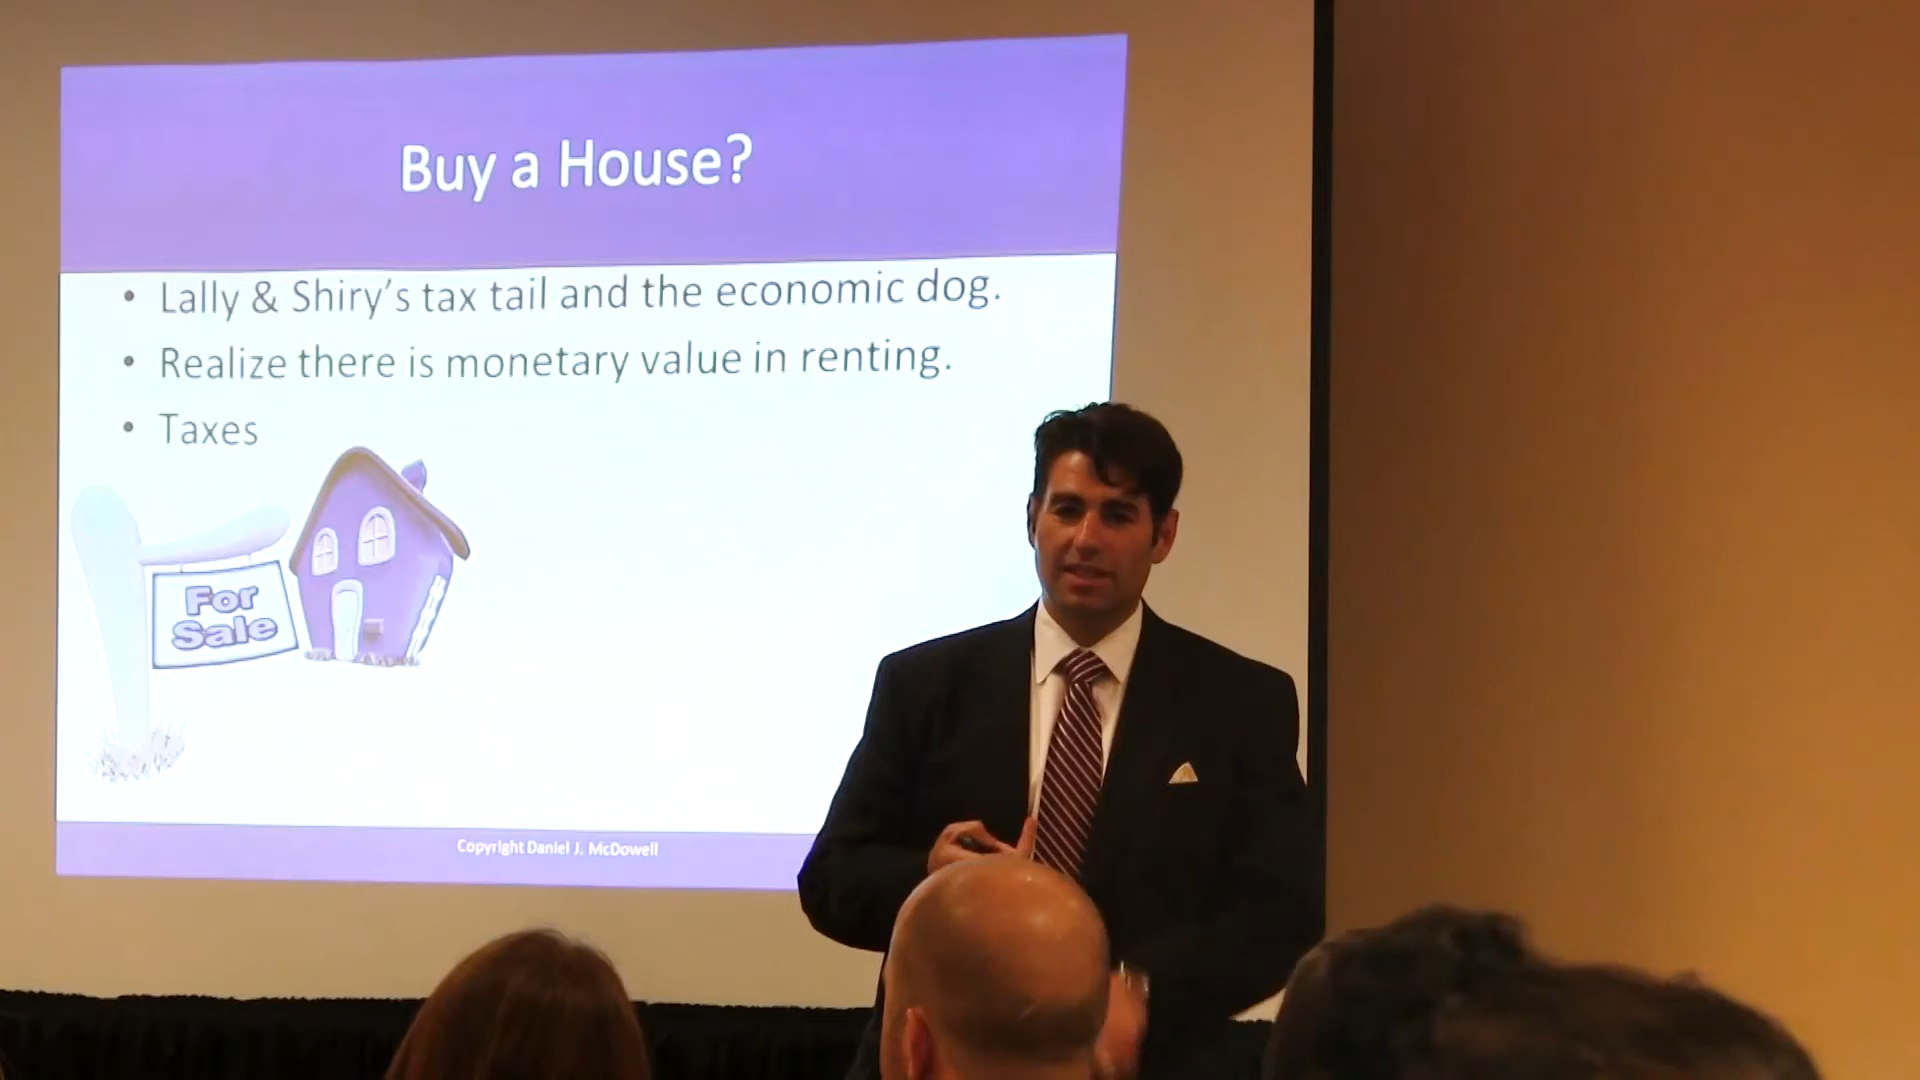 Buy a House?
• Lally & Shiry's tax tail and the economic dog.
• Realize there is monetary value in renting.
• Taxes
For
Sale
Copyright Daniel J. McDowell